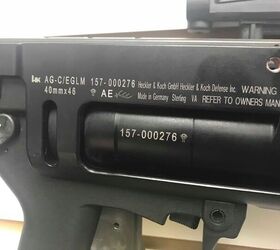 HK AG-C/EGLM 157-000276 Heckler & Koch GmbH Heckler & Koch Defense Inc. WARNING
40mmx46 AE Made in Germany Sterling VA REFER TO OWNERS MANU
157-000276